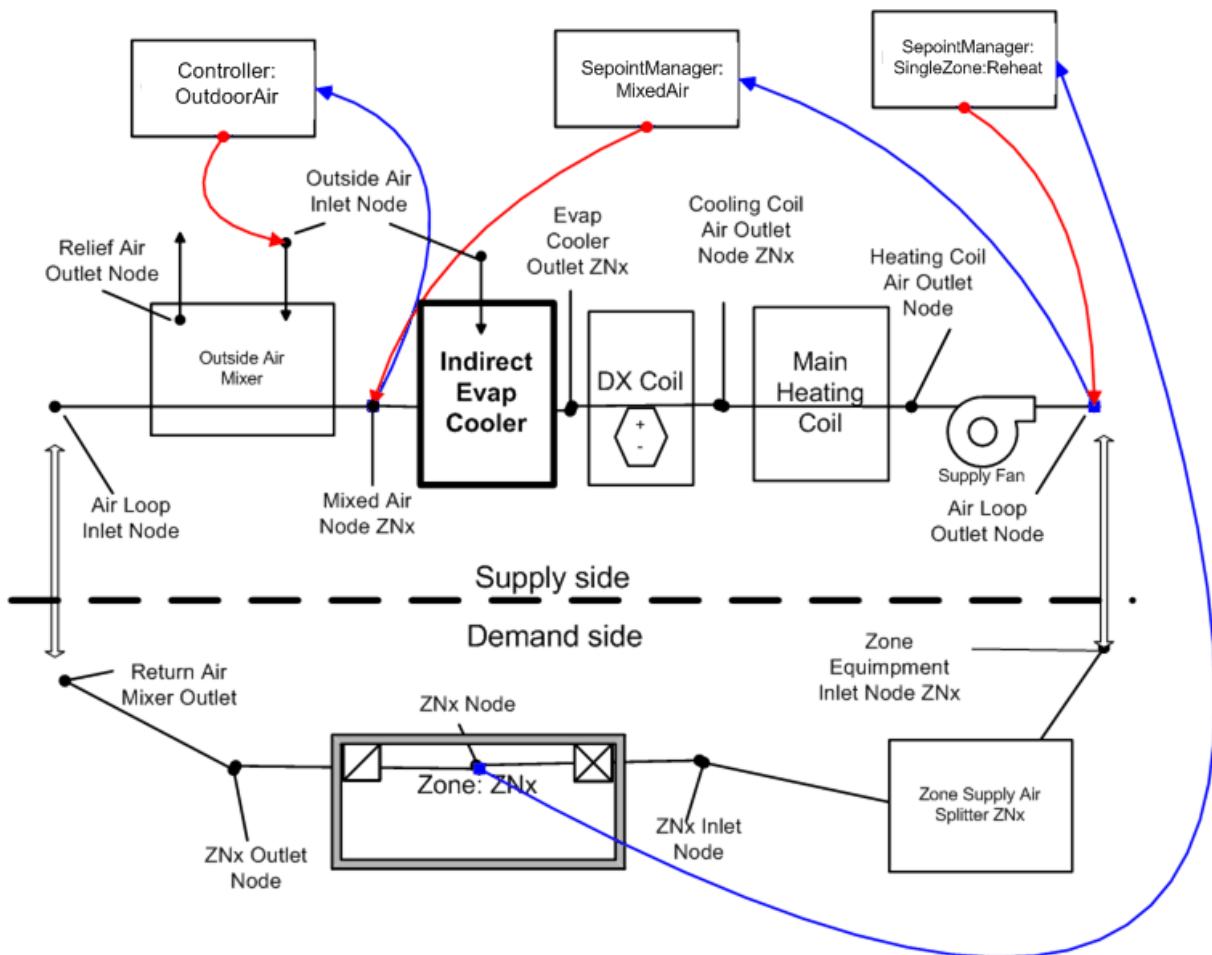 Controller:
OutdoorAir
SepointManager:
MixedAir
SepointManager:
SingleZone:Reheat
Outside Air
Inlet Node
Relief Air
Outlet Node
Evap
Cooler
Outlet ZNx
Cooling Coil
Air Outlet
Node ZNx
Heating Coil
Air Outlet
Node
Outside Air
Mixer
Indirect
Evap
Cooler
DX Coil
+
-
Main
Heating
Coil
Supply Fan
Air Loop
Inlet Node
Mixed Air
Node ZNx
Air Loop
Outlet Node
Supply side
Demand side
Return Air
Mixer Outlet
ZNx Node
Zone
Equimpment
Inlet Node ZNx
Zone: ZNx
ZNx Outlet
Node
ZNx Inlet
Node
Zone Supply Air
Splitter ZNx